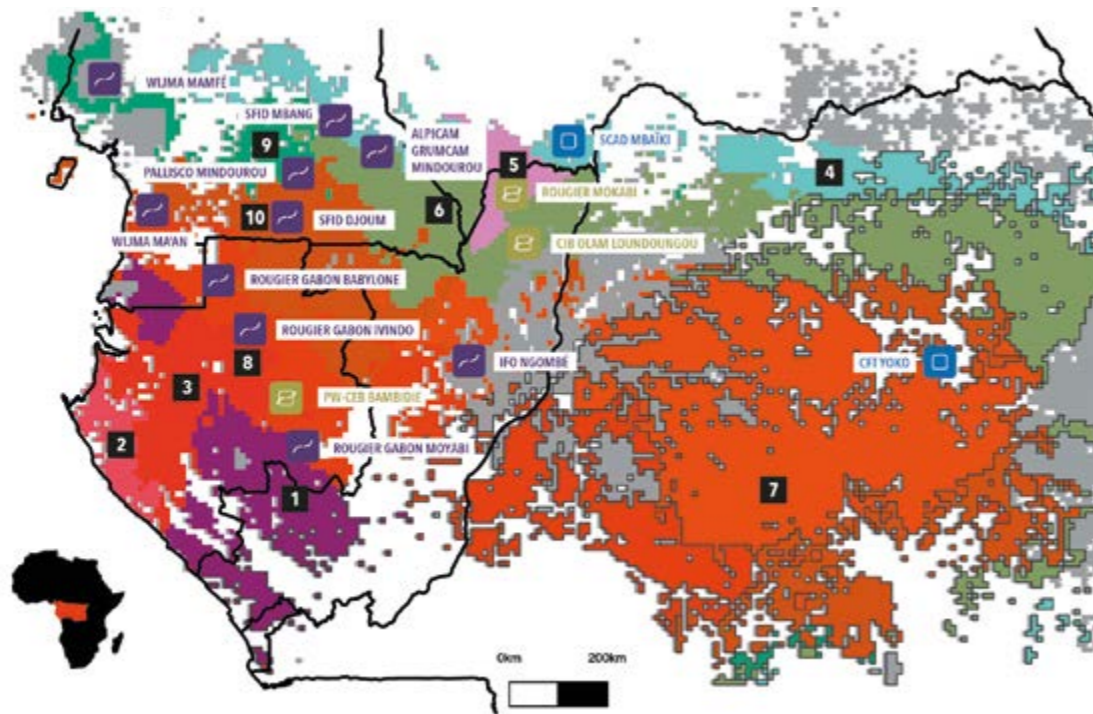 WIJMA MAMFÉ
SFID MBANG
ALPICAM
GRUMCAM
MINDOUROU
SCAD MBAÏKI
9
5
4
PALLISCO MINDOUROU
ROUGIER MOKABI
10
SFID DJOUM
6
WIJMA MA'AN
CIB OLAM LOUNDOUNGOU
ROUGIER GABON BABYLONE
ROUGIER GABON IVINDO
8
IFO NGOMBÉ
CFT YOKO
3
PW-CEB BAMBIDIE
2
ROUGIER GABON MOYABI
1
7
0km
200km